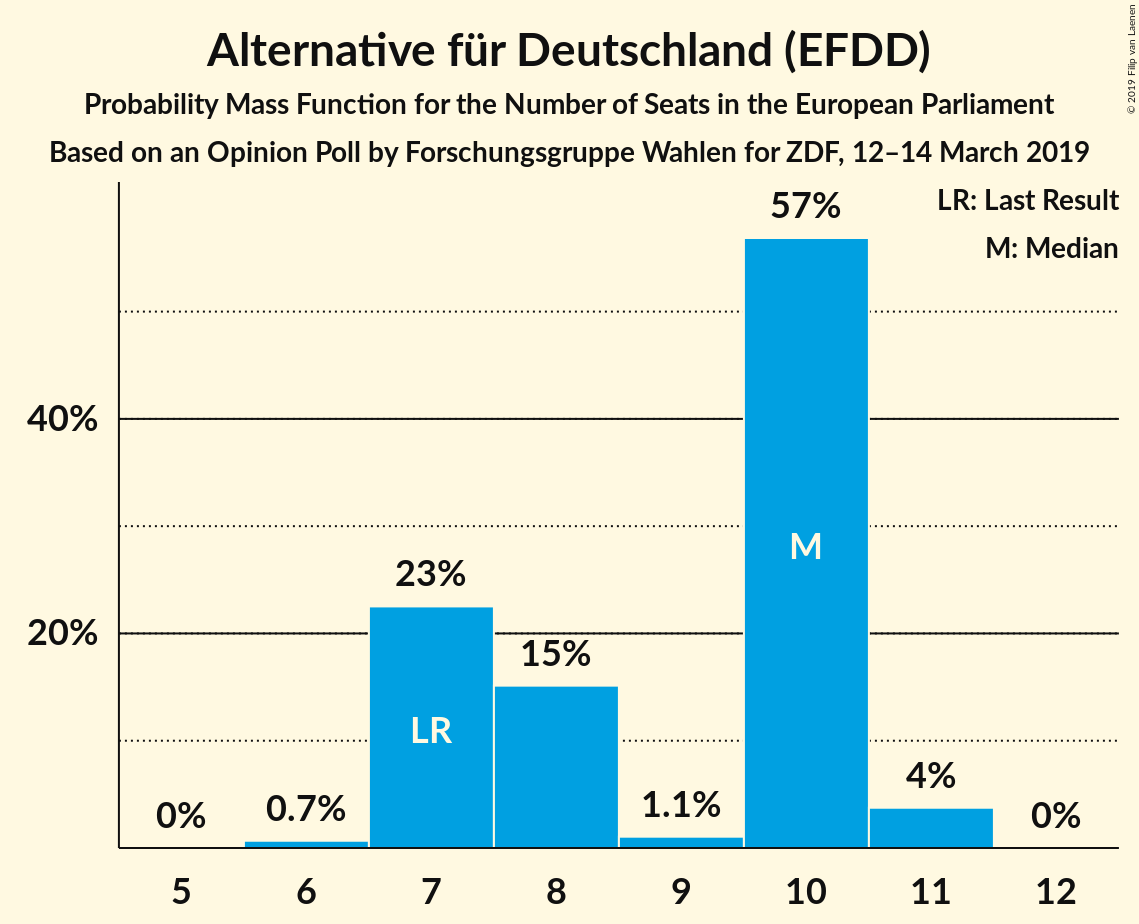 Alternative für Deutschland (EFDD)
Probability Mass Function for the Number of Seats in the European Parliament
Based on an Opinion Poll by Forschungsgruppe Wahlen for ZDF, 12–14 March 2019
© 2019 Filip van Laenen
LR: Last Result
M: Median
57%
40%
M
23%
20%
15%
LR
4%
0%
0.7%
1.1%
0%
5 6 7 8 9 10 11 12